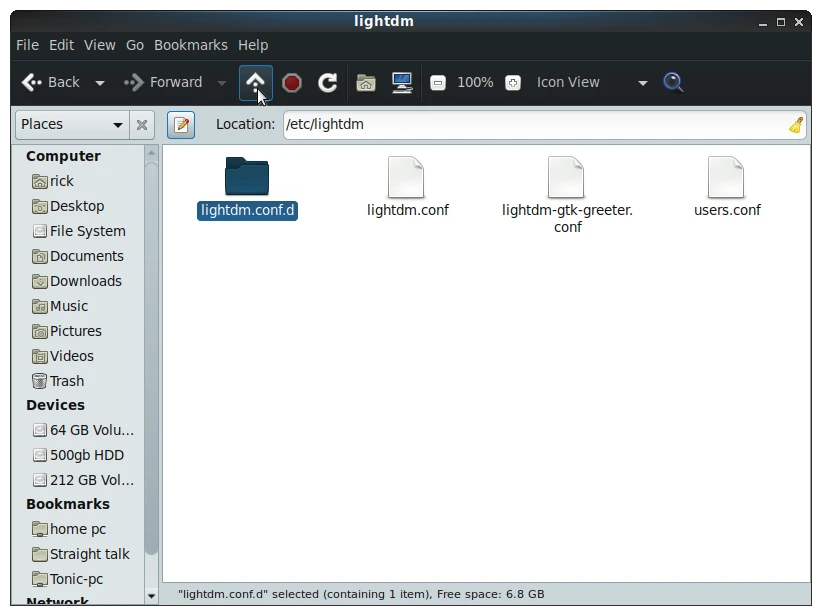 lightdm
File Edit View Go Bookmarks Help
Back Forward 100% Icon View
Places Location: /etc/lightdm
Computer
rick
Desktop
File System
Documents
Downloads
Music
Pictures
Videos
Trash
Devices
64 GB Volu...
500gb HDD
212 GB Vol...
Bookmarks
home pc
Straight talk
Tonic-pc
Network
lightdm.conf.d lightdm.conf lightdm-gtk-greeter. users.conf
conf
"lightdm.conf.d" selected (containing 1 item), Free space: 6.8 GB